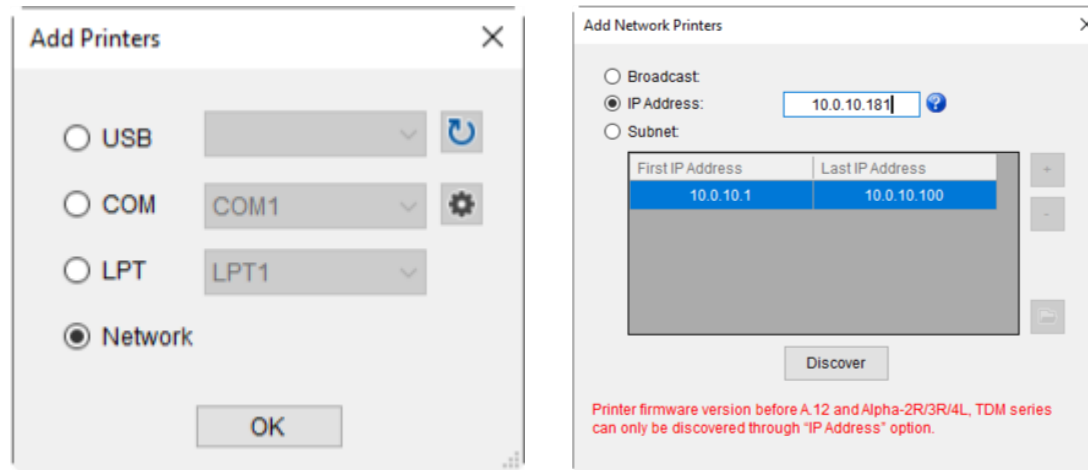 Add Printers
USB
COM COM1
LPT LPT1
Network
OK
Add Network Printers
Broadcast:
IP Address: 10.0.10.181
Subnet:
First IP Address Last IP Address
10.0.10.1 10.0.10.100
+
-
Discover
Printer firmware version before A.12 and Alpha-2R/3R/4L, TDM series
can only be discovered through “IP Address” option.